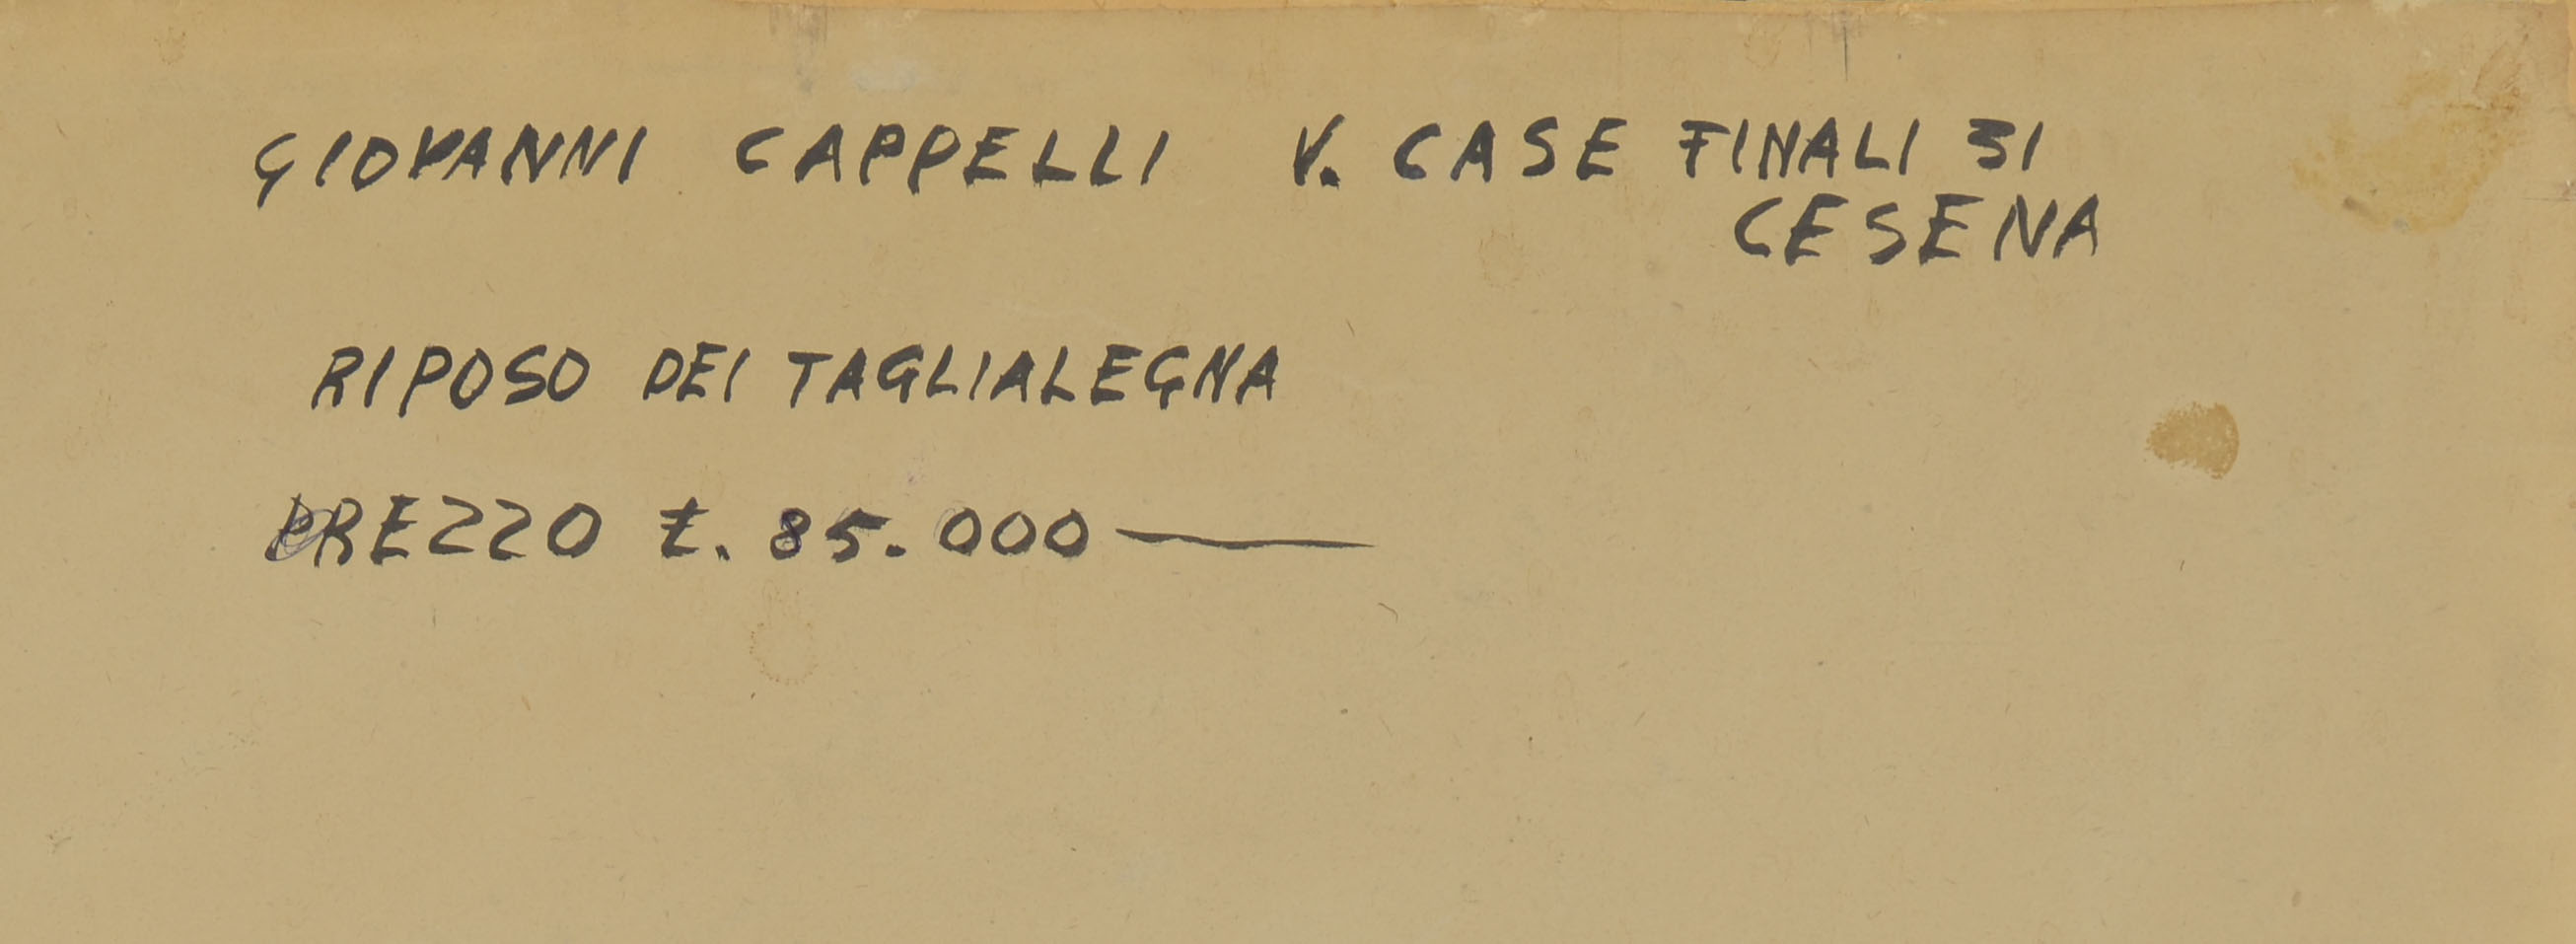 GIOVANNI CAPPELLI V. CASE FINALI 31
CESENA
RIPOSO DEI TAGLIALEGNA
PREZZO £. 85.000 —